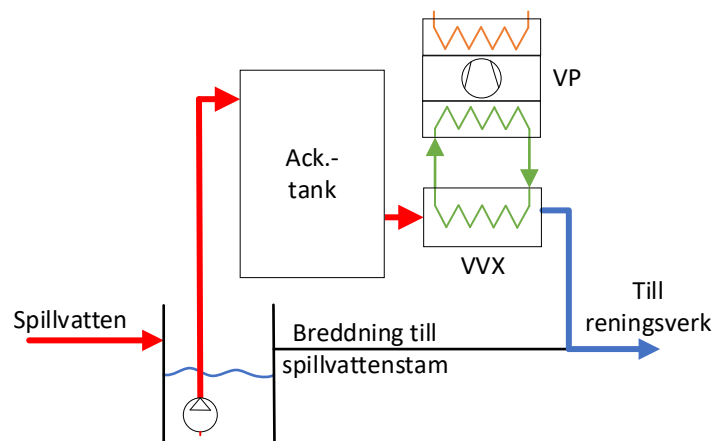 VP
Ack.-
tank
VVX
Spillvatten
Breddning till
spillvattenstam
Till
reningsverk